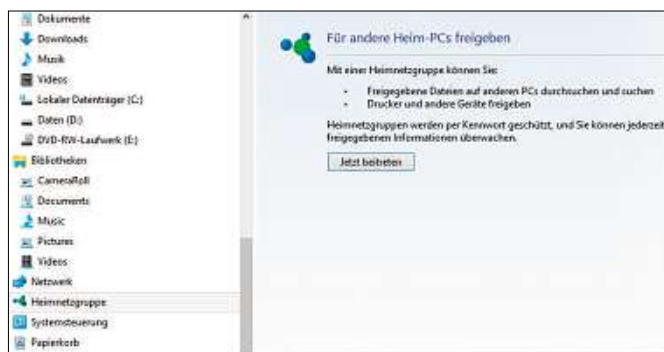 Dokumente
Downloads
Musik
Videos
Lokaler Datenträger (C:)
Daten (D:)
DVD-RW-Laufwerk (E:)
Bibliotheken
CameraRoll
Documents
Music
Pictures
Videos
Netzwerk
Heimnetzgruppe
Systemsteuerung
Papierkorb
Für andere Heim-PCs freigeben
Mit einer Heimnetzgruppe können Sie:
• Freigegebene Dateien auf anderen PCs durchsuchen und suchen
• Drucker und andere Geräte freigeben
Heimnetzgruppen werden per Kennwort geschützt, und Sie können jederzeit
freigegebenen Informationen überwachen.
Jetzt beitreten